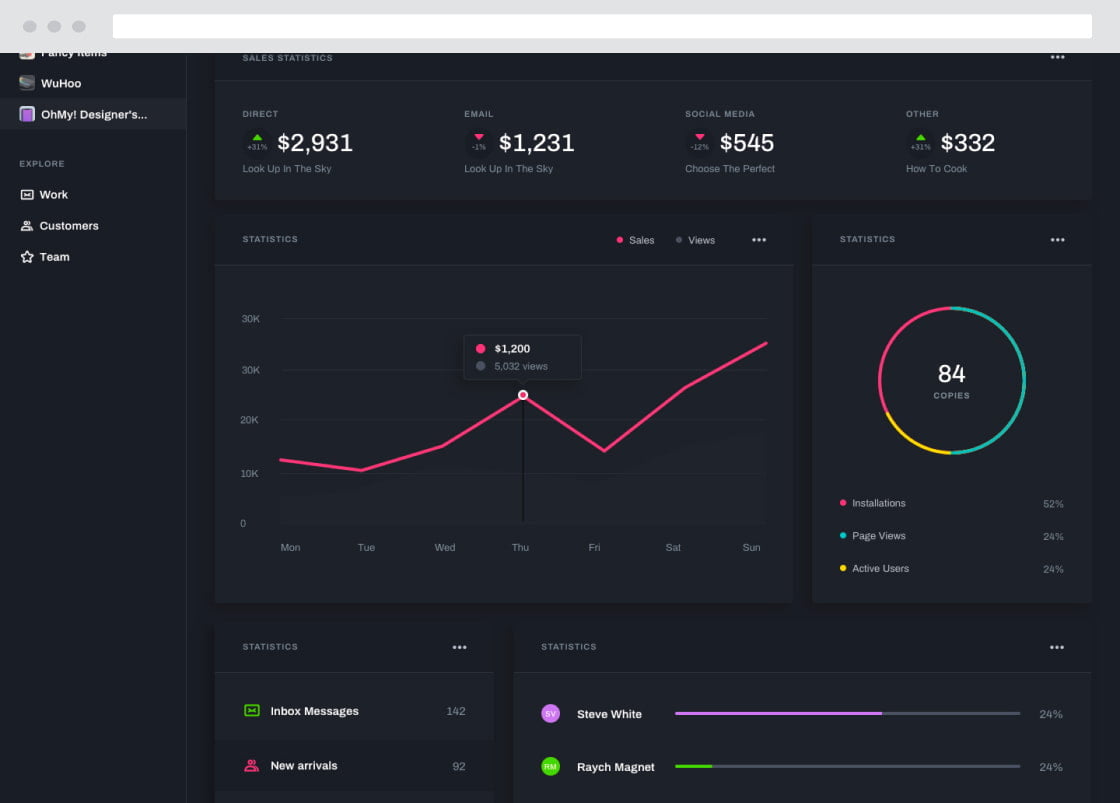 Fancy Items
WuHoo
OhMy! Designer's...
EXPLORE
Work
Customers
Team
SALES STATISTICS
DIRECT
+31%
$2,931
Look Up In The Sky
EMAIL
-1%
$1,231
Look Up In The Sky
SOCIAL MEDIA
-12%
$545
Choose The Perfect
OTHER
+31%
$332
How To Cook
STATISTICS
Sales
Views
30K
30K
20K
10K
0
$1,200
5,032 views
Mon
Tue
Wed
Thu
Fri
Sat
Sun
STATISTICS
84
COPIES
Installations 52%
Page Views 24%
Active Users 24%
STATISTICS
Inbox Messages 142
New arrivals 92
STATISTICS
SV Steve White 24%
RM Raych Magnet 24%